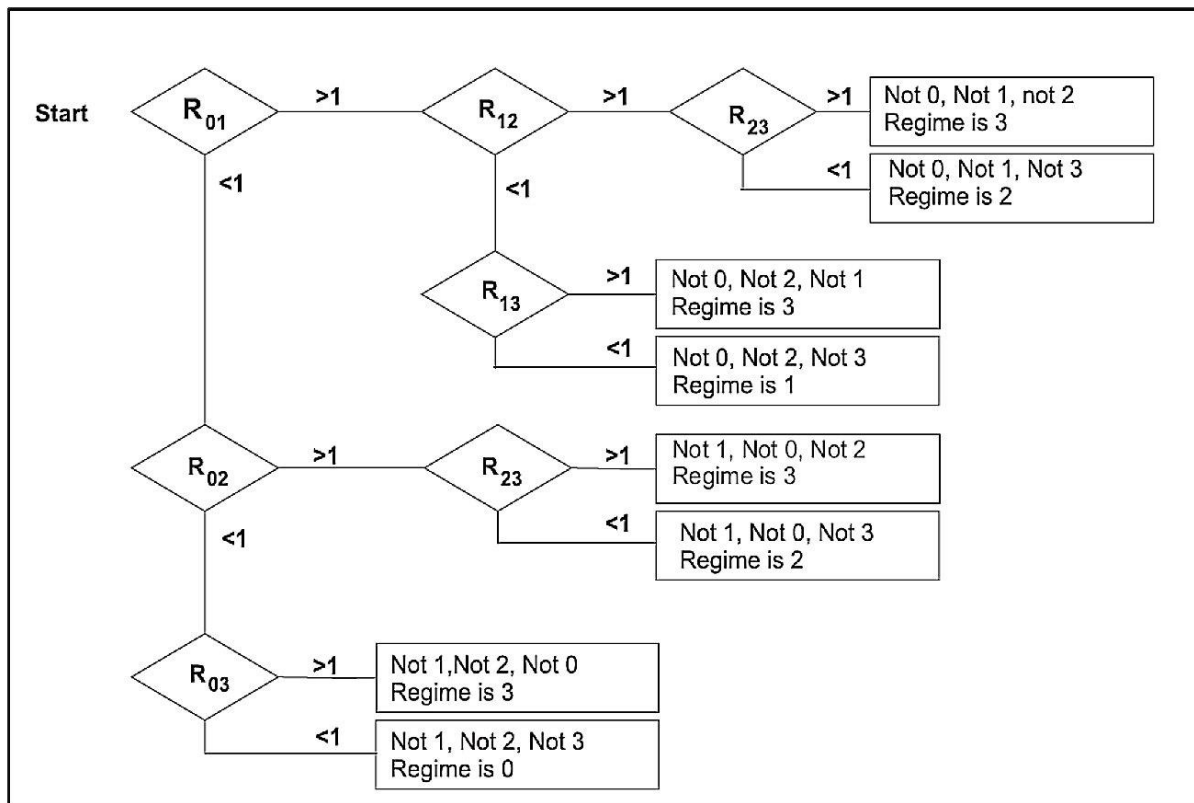 Start
R01
>1
R12
>1
R23
>1
Not 0, Not 1, not 2
Regime is 3
<1
<1
<1
Not 0, Not 1, Not 3
Regime is 2
R13
>1
Not 0, Not 2, Not 1
Regime is 3
<1
Not 0, Not 2, Not 3
Regime is 1
R02
>1
R23
>1
Not 1, Not 0, Not 2
Regime is 3
<1
<1
Not 1, Not 0, Not 3
Regime is 2
R03
>1
Not 1,Not 2, Not 0
Regime is 3
<1
Not 1, Not 2, Not 3
Regime is 0